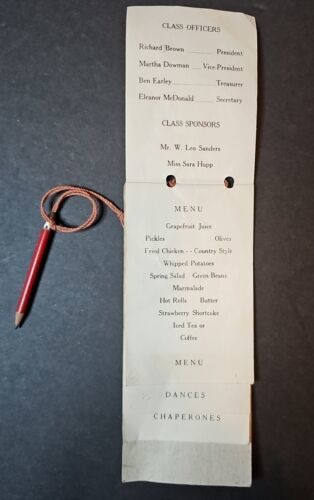 CLASS OFFICERS
Richard Brown ........ President
Martha Dowman .... Vice-President
Ben Earley ............ Treasurer
Eleanor McDonald ....... Secretary
CLASS SPONSORS
Mr. W. Leo Sanders
Miss Sara Hupp
MENU
Grapefruit Juice
Pickles Olives
Fried Chicken - - Country Style
Whipped Potatoes
Spring Salad Green Beans
Marmalade
Hot Rolls Butter
Strawberry Shortcake
Iced Tea or
Coffee
MENU
DANCES
CHAPERONES